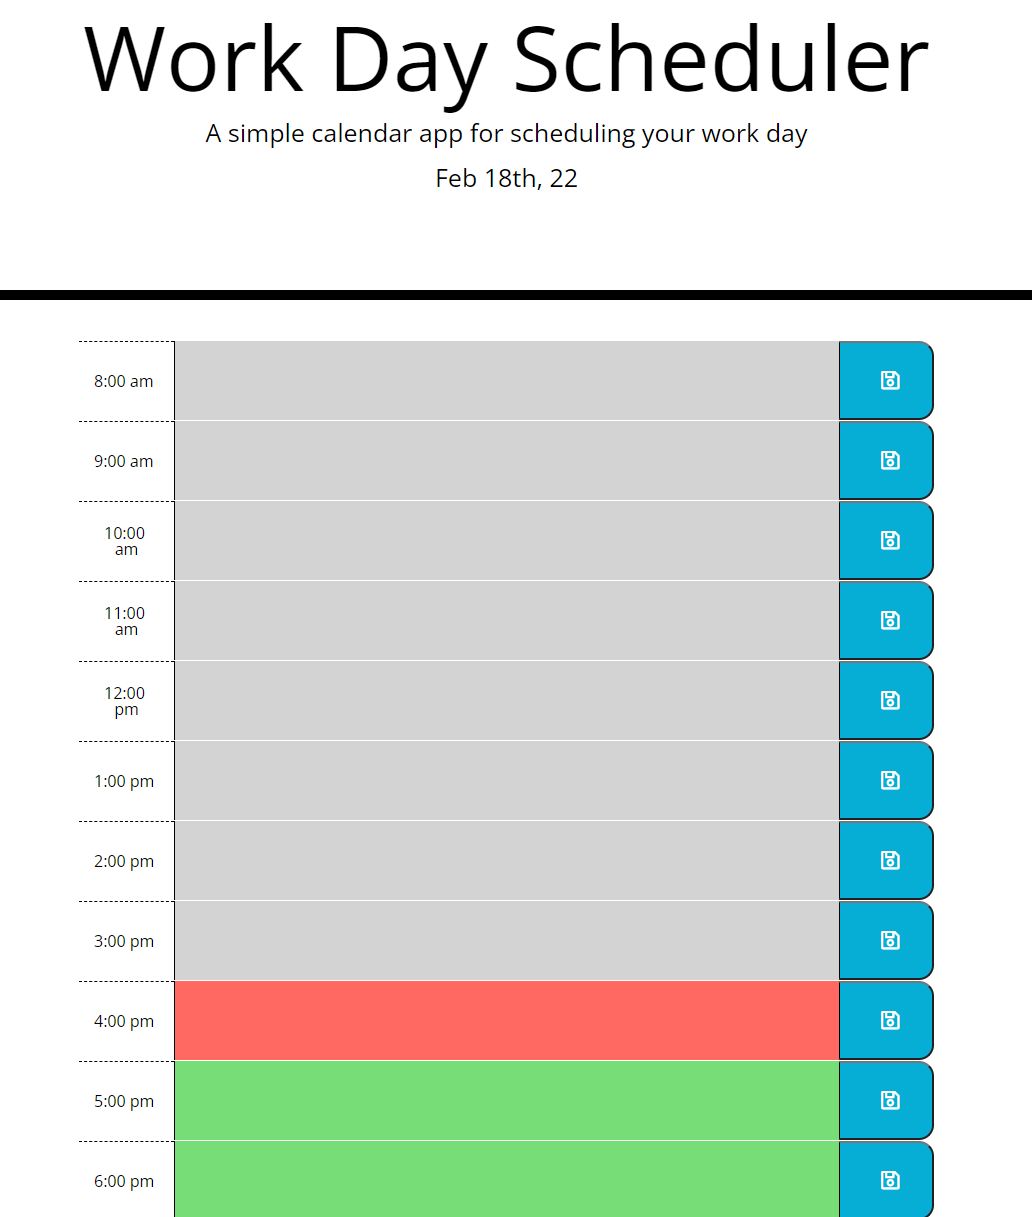 Work Day Scheduler
A simple calendar app for scheduling your work day
Feb 18th, 22
8:00 am
9:00 am
10:00
am
11:00
am
12:00
pm
1:00 pm
2:00 pm
3:00 pm
4:00 pm
5:00 pm
6:00 pm